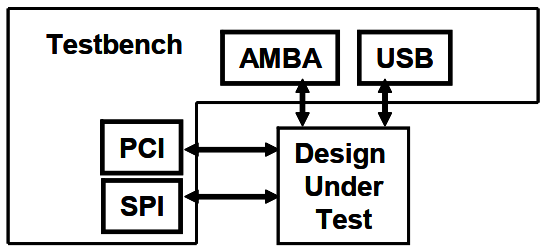 Testbench
AMBA
USB
PCI
SPI
Design
Under
Test